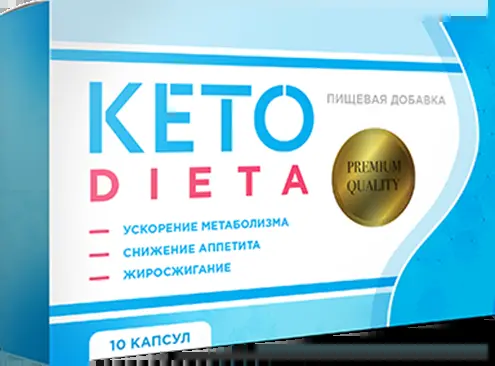 KETO
ПИЩЕВАЯ ДОБАВКА
DIETA
PREMIUM
QUALITY
УСКОРЕНИЕ МЕТАБОЛИЗМА
СНИЖЕНИЕ АППЕТИТА
ЖИРОСЖИГАНИЕ
10 КАПСУЛ